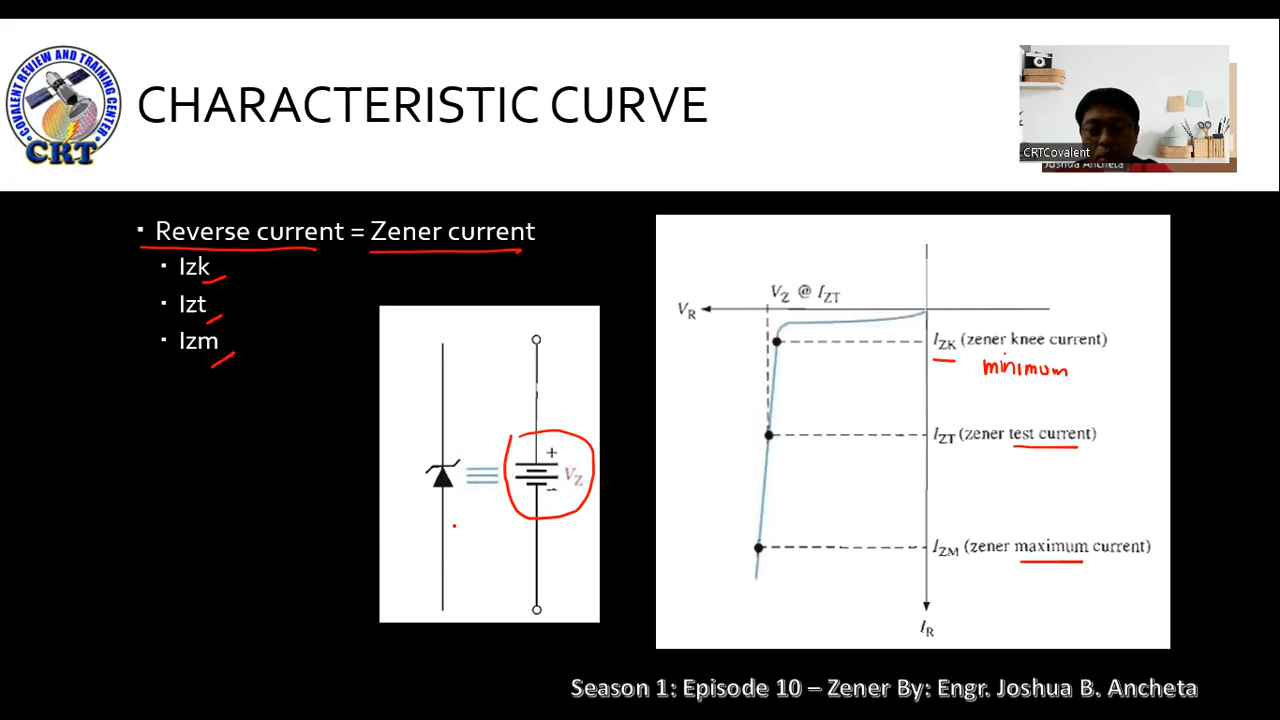 COVALENT REVIEW AND TRAINING CENTER
CRT
CHARACTERISTIC CURVE
CRTCovalent
Joshua Ancheta
▪ Reverse current = Zener current
▪ Izk
▪ Izt
▪ Izm
+
VZ
−
VZ @ IZT
VR
IZK (zener knee current)
minimum
IZT (zener test current)
IZM (zener maximum current)
IR
Season 1: Episode 10 – Zener By: Engr. Joshua B. Ancheta